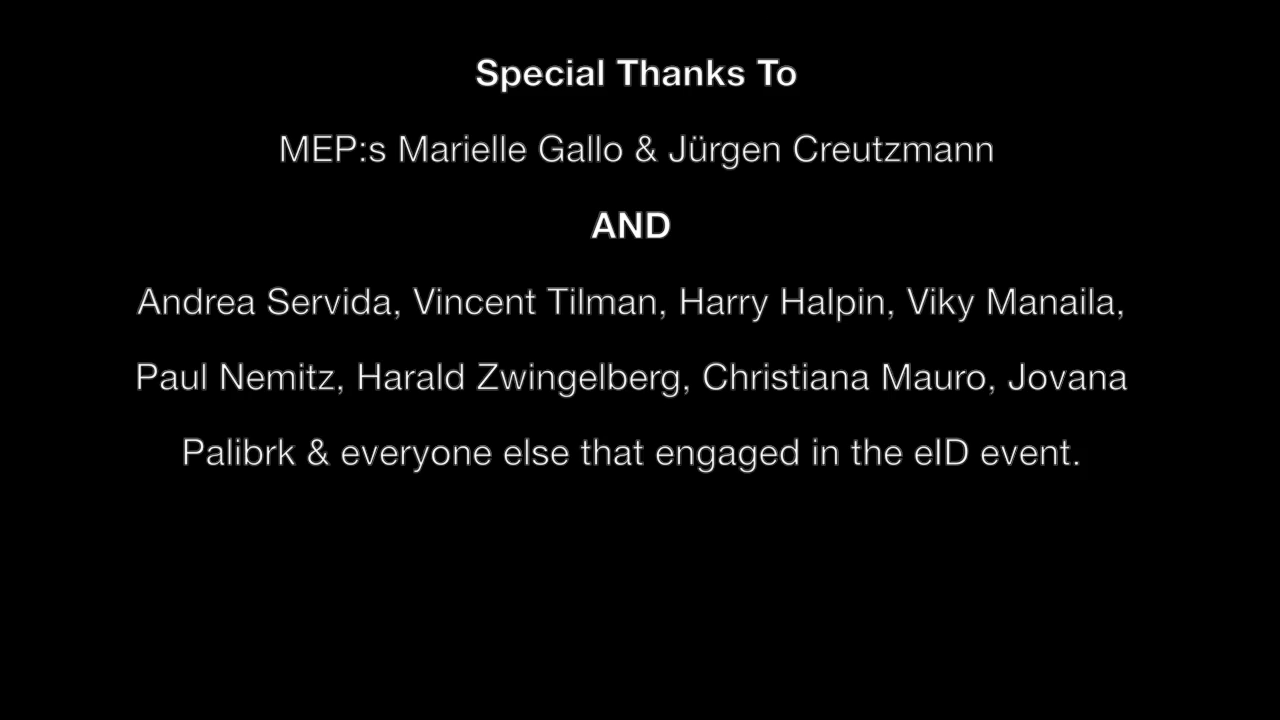 Special Thanks To
MEP:s Marielle Gallo & Jürgen Creutzmann
AND
Andrea Servida, Vincent Tilman, Harry Halpin, Viky Manaila,
Paul Nemitz, Harald Zwingelberg, Christiana Mauro, Jovana
Palibrk & everyone else that engaged in the eID event.